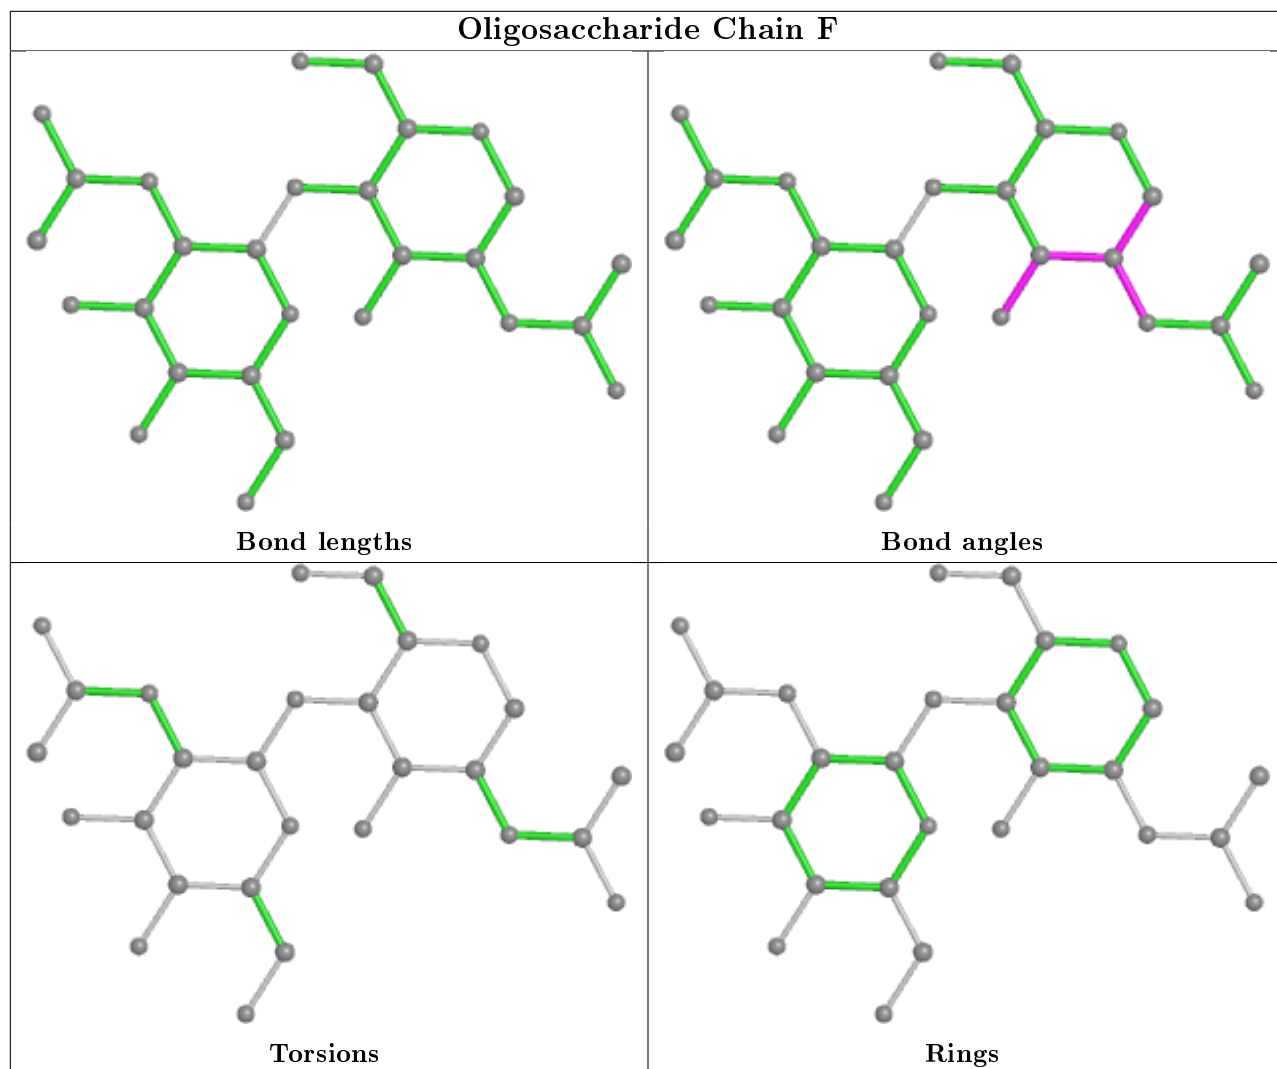 Oligosaccharide Chain F
Bond lengths
Bond angles
Torsions
Rings